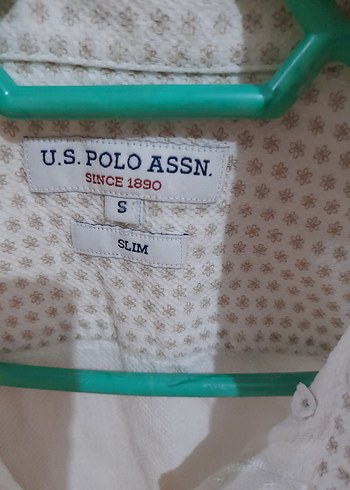 U.S. POLO ASSN.
SINCE 1890
S
SLIM